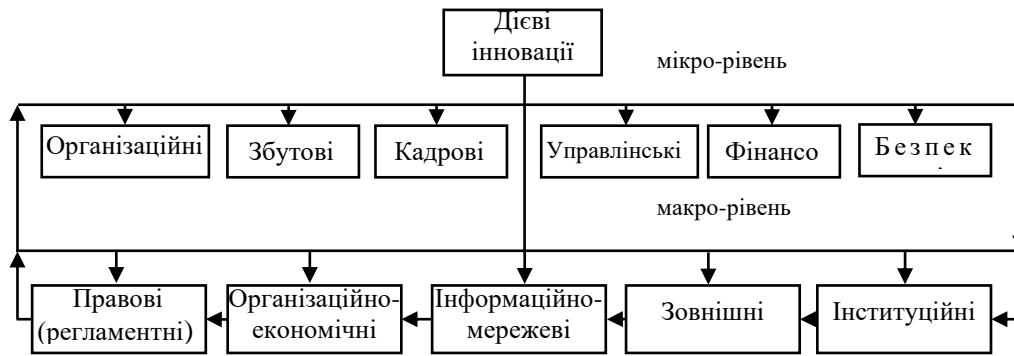 Дієві
інновації
мікро-рівень
Організаційні
Збутові
Кадрові
Управлінські
Фінансо
Безпек
макро-рівень
Правові
(регламентні)
Організаційно-
економічні
Інформаційно-
мережеві
Зовнішні
Інституційні